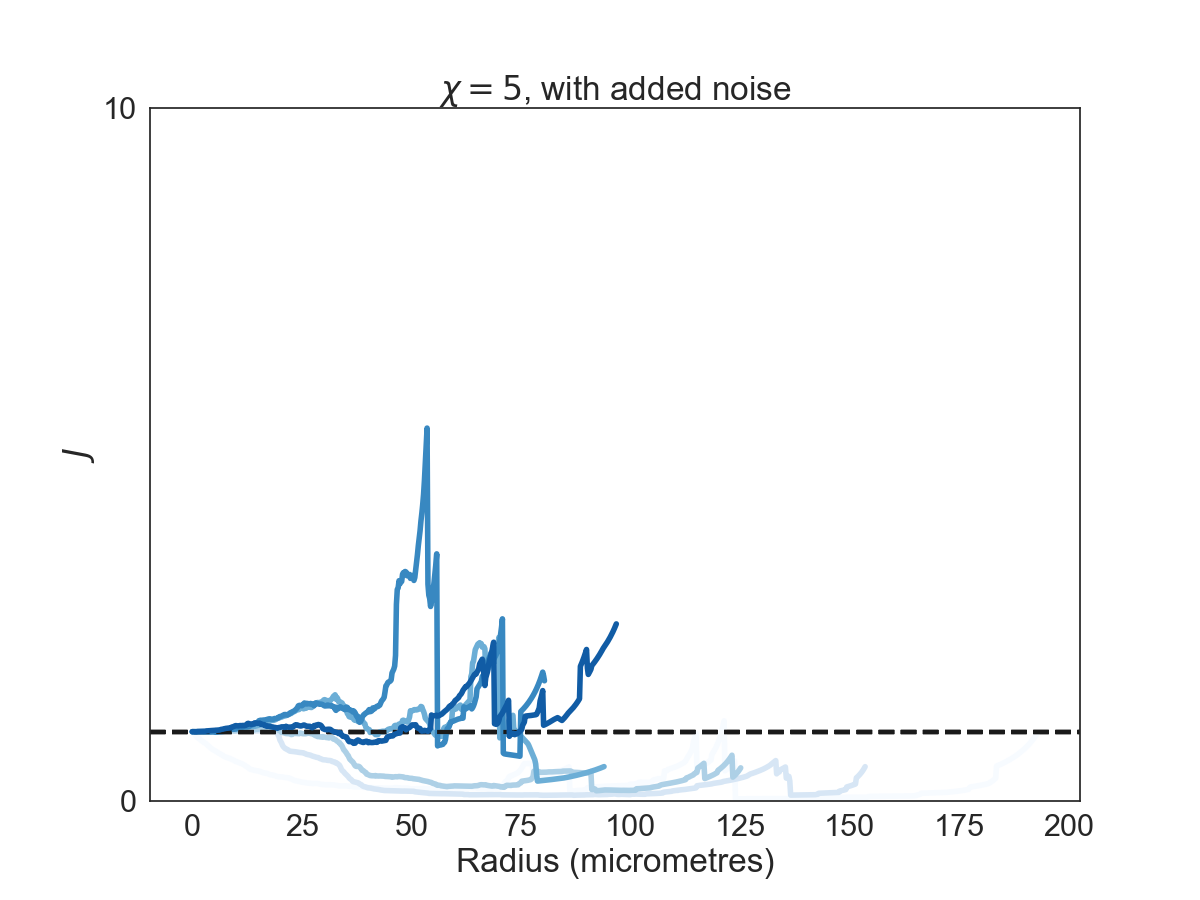 χ = 5, with added noise
10
J
0
0 25 50 75 100 125 150 175 200
Radius (micrometres)